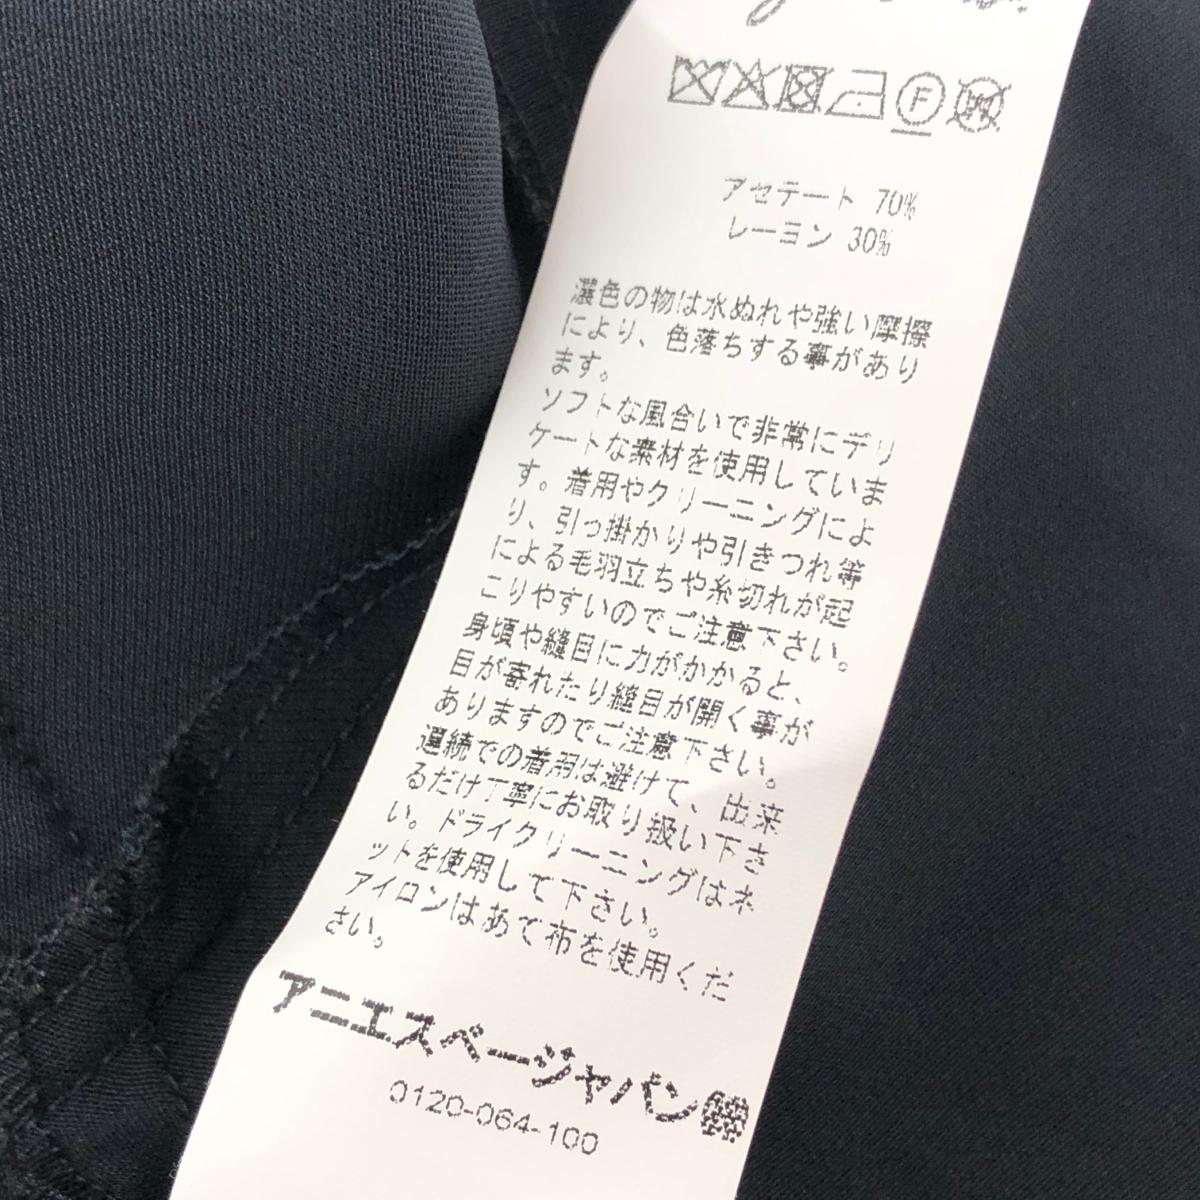 F
W
アセテート 70%
レーヨン 30%
濃色の物は水ぬれや強い摩擦
により、色落ちする事があり
ます。
ソフトな風合いで非常にデリ
ケートな素材を使用していま
す。着用やクリーニングによ
り、引っ掛かりや引きつれ等
による毛羽立ちや糸切れが起
こりやすいのでご注意下さい。
身頃や縫目に力がかかると、
目が寄れたり縫目が開く事が
ありますのでご注意下さい。
連続での着用は避けて、出来
るだけ丁寧にお取り扱い下さ
い。ドライクリーニングはネ
ットを使用して下さい。
アイロンはあて布を使用くだ
さい。
アニエスベージャパン㈱
0120-064-100